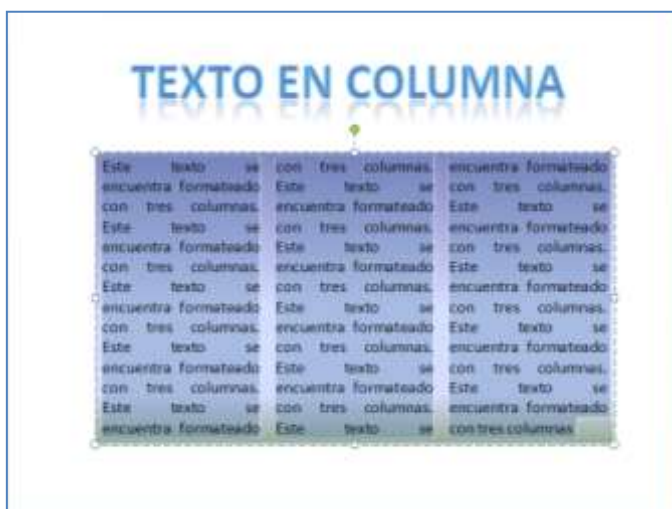 TEXTO EN COLUMNA
Este texto se
encuentra formateado
con tres columnas.
Este texto se
encuentra formateado
con tres columnas.
Este texto se
encuentra formateado
con tres columnas.
Este texto se
encuentra formateado
con tres columnas.
Este texto se
encuentra formateado
con tres columnas.
Este texto se
encuentra formateado
con tres columnas.
Este texto se
encuentra formateado
con tres columnas.
Este texto se
encuentra formateado
con tres columnas.
Este texto se
encuentra formateado
con tres columnas.
Este texto se
encuentra formateado
con tres columnas.
Este texto se
encuentra formateado
con tres columnas.
Este texto se
encuentra formateado
con tres columnas.
Este texto se
encuentra formateado
con tres columnas.
Este texto se
encuentra formateado
con tres columnas